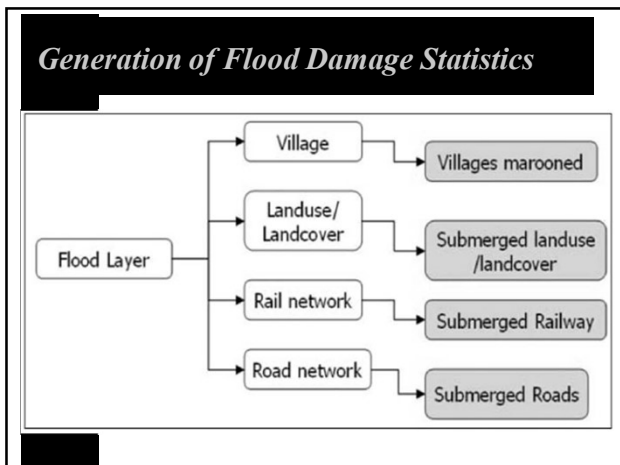 Generation of Flood Damage Statistics
Flood Layer
Village
Villages marooned
Landuse/
Landcover
Submerged landuse
/landcover
Rail network
Submerged Railway
Road network
Submerged Roads